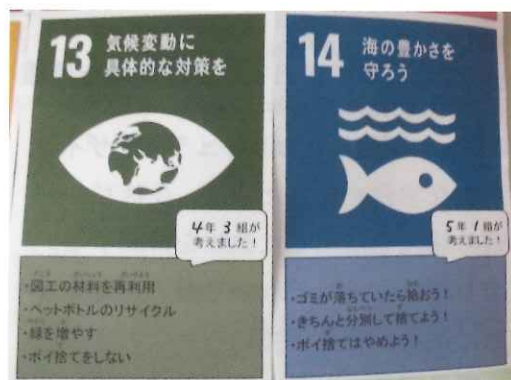 13 気候変動に
具体的な対策を
4年3組が
考えました!
・図工の材料を再利用
・ペットボトルのリサイクル
・緑を増やす
・ポイ捨てをしない
14 海の豊かさを
守ろう
5年1組が
考えました!
・ゴミが落ちていたら拾おう!
・きちんと分別して捨てよう!
・ポイ捨てはやめよう!